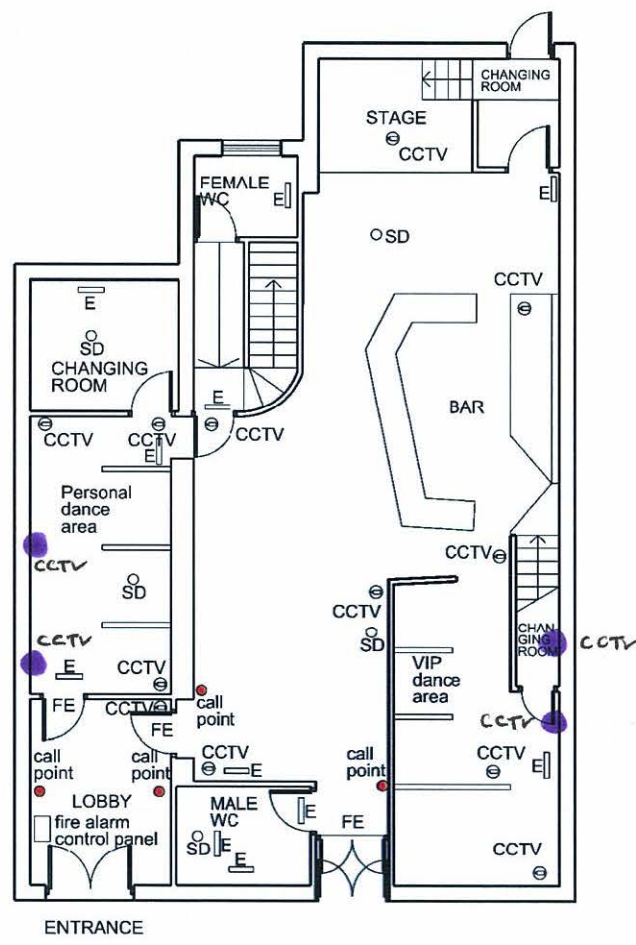 CHANGING
ROOM
STAGE
CCTV
FEMALE
WC
E
E
SD
CCTV
E
SD
CHANGING
ROOM
E
BAR
CCTV
CCTV
CCTV
E
Personal
dance
area
CCTV
CCTV
SD
CCTV
CCTV
SD
CHAN
GING
ROOM
CCTV
VIP
dance
area
E
CCTV
CCTV
FE
call
point
CCTV
FE
CCTV
E
call
point
call
point
call
point
CCTV
E
LOBBY
fire alarm
control panel
MALE
WC
E
SD
E
E
FE
CCTV
ENTRANCE